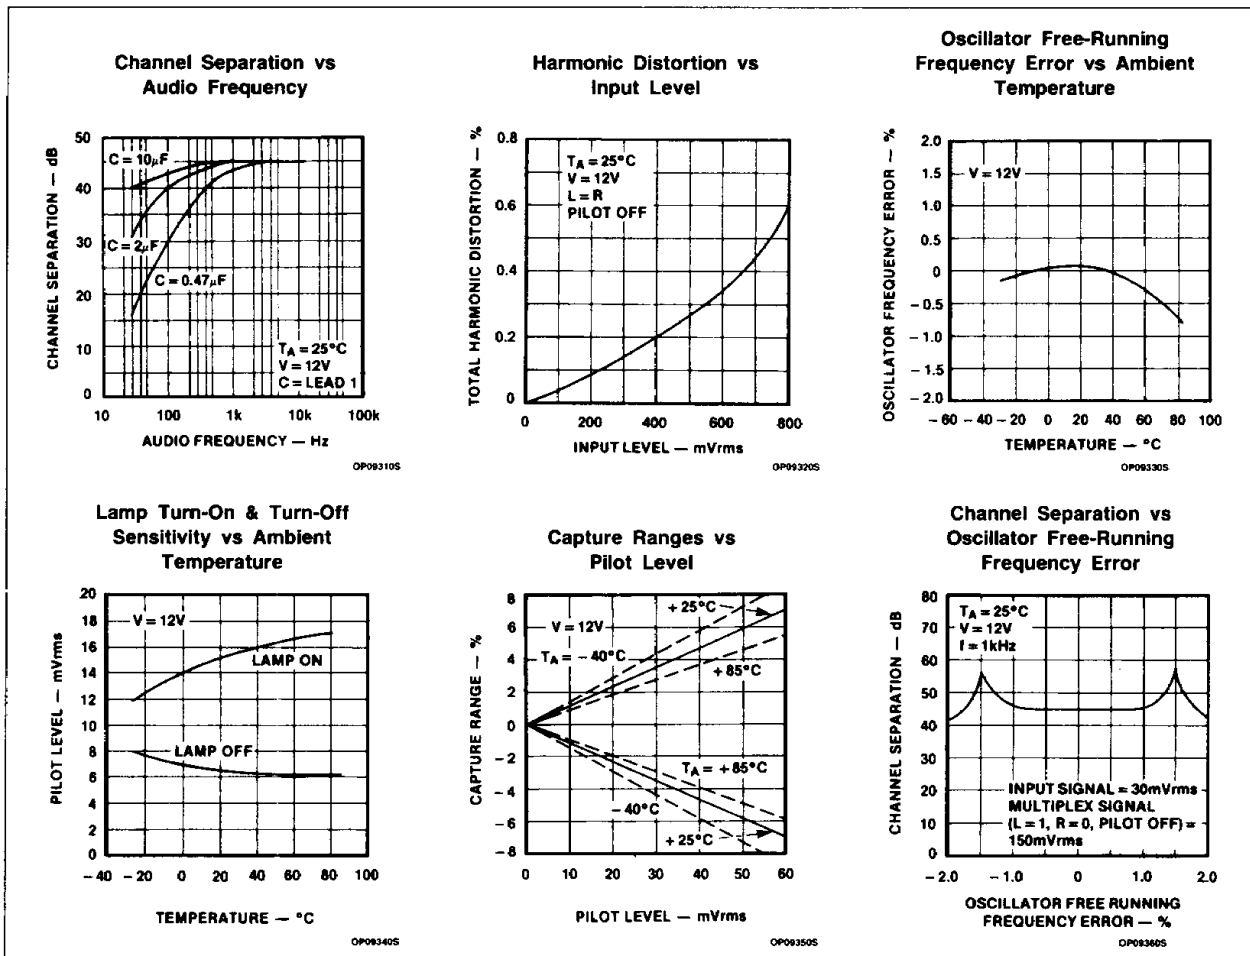 Channel Separation vs
Audio Frequency
CHANNEL SEPARATION — dB
50
40
30
20
10
0
C = 10μF
C = 2μF
C = 0.47μF
TA = 25°C
V = 12V
C = LEAD 1
10 100 1k 10k 100k
AUDIO FREQUENCY — Hz
OP09310S
Harmonic Distortion vs
Input Level
TOTAL HARMONIC DISTORTION — %
0.8
0.6
0.4
0.2
0
TA = 25°C
V = 12V
L = R
PILOT OFF
0 200 400 600 800
INPUT LEVEL — mVrms
OP09320S
Oscillator Free-Running
Frequency Error vs Ambient
Temperature
OSCILLATOR FREQUENCY ERROR — %
2.0
1.5
1.0
0.5
0
-0.5
-1.0
-1.5
-2.0
V = 12V
-60 -40 -20 0 20 40 60 80 100
TEMPERATURE — °C
OP09330S
Lamp Turn-On & Turn-Off
Sensitivity vs Ambient
Temperature
PILOT LEVEL — mVrms
20
18
16
14
12
10
8
6
4
2
0
V = 12V
LAMP ON
LAMP OFF
-40 -20 0 20 40 60 80 100
TEMPERATURE — °C
OP09340S
Capture Ranges vs
Pilot Level
CAPTURE RANGE — %
8
6
4
2
0
-2
-4
-6
-8
+25°C
V = 12V
TA = -40°C
+85°C
TA = +85°C
-40°C
+25°C
0 10 20 30 40 50 60
PILOT LEVEL — mVrms
OP09350S
Channel Separation vs
Oscillator Free-Running
Frequency Error
CHANNEL SEPARATION — dB
80
70
60
50
40
30
20
10
0
TA = 25°C
V = 12V
f = 1kHz
INPUT SIGNAL = 30mVrms
MULTIPLEX SIGNAL
(L = 1, R = 0, PILOT OFF) =
150mVrms
-2.0 -1.0 0 1.0 2.0
OSCILLATOR FREE RUNNING
FREQUENCY ERROR — %
OP09360S